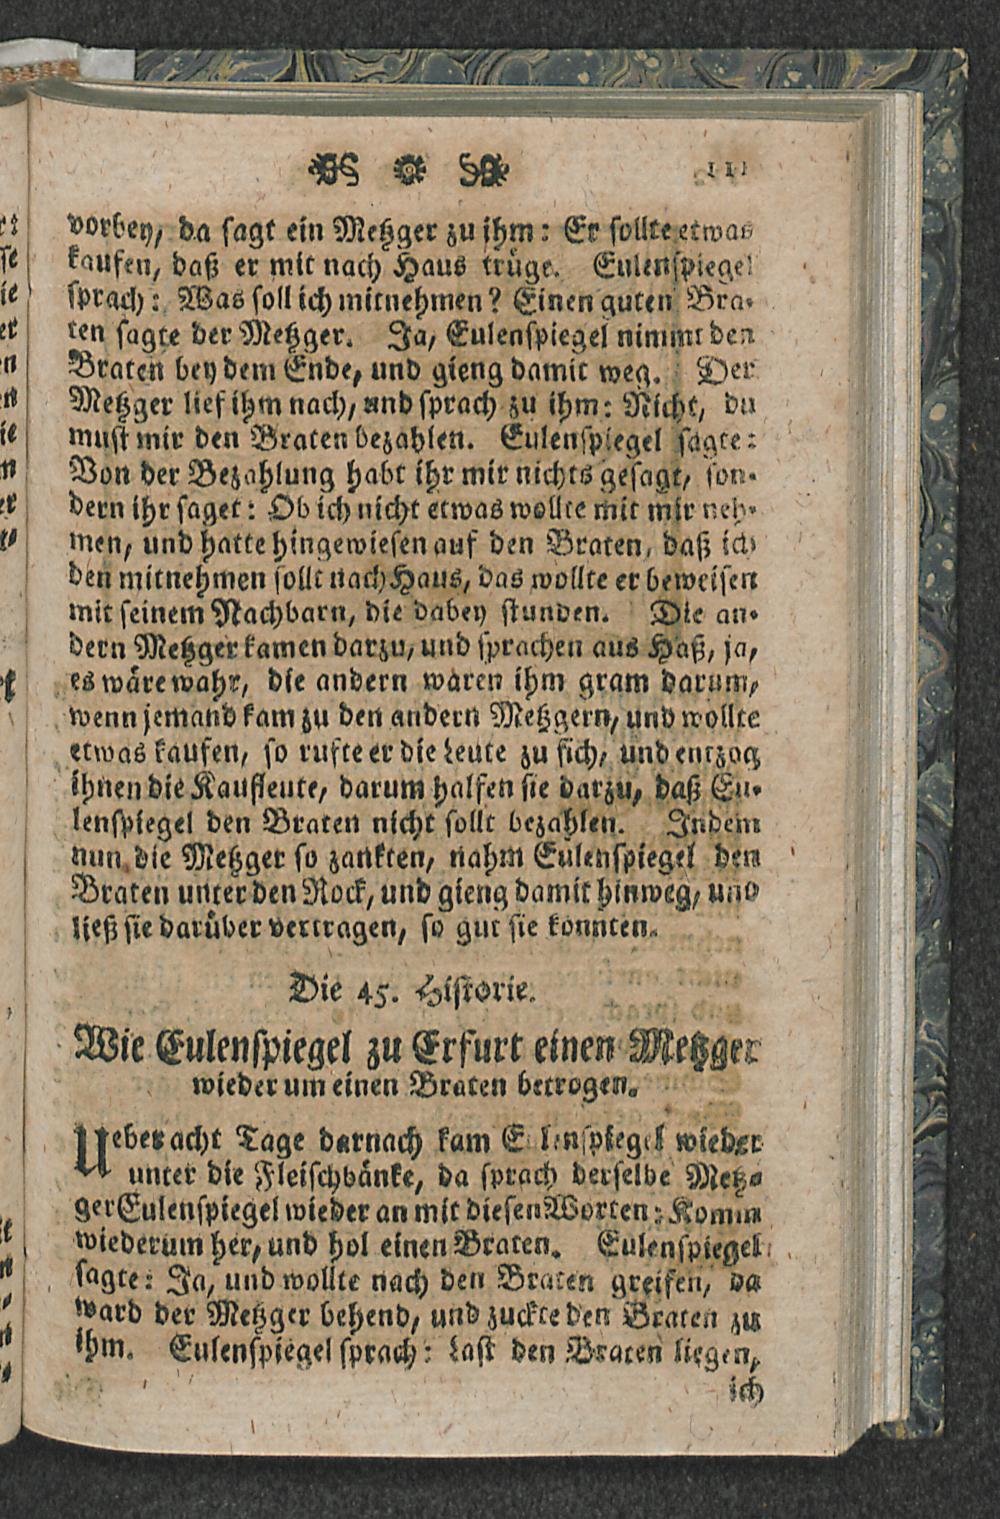 111
vorbey, da sagt ein Metzger zu ihm: Er sollte etwas
kaufen, daß er mit nach Haus trüge. Eulenspiegel
sprach: Was soll ich mitnehmen? Einen guten Bra-
ten sagte der Metzger. Ja, Eulenspiegel nimmt den
Braten bey dem Ende, und gieng damit weg. Der
Metzger lief ihm nach, und sprach zu ihm: Nicht, du
must mir den Braten bezahlen. Eulenspiegel sagte:
Von der Bezahlung habt ihr mir nichts gesagt, son-
dern ihr saget: Ob ich nicht etwas wollte mit mir neh-
men, und hatte hingewiesen auf den Braten, daß ich
den mitnehmen sollt nach Haus, das wollte er beweisen
mit seinem Nachbarn, die dabey stunden. Die an-
dern Metzger kamen darzu, und sprachen aus Haß, ja,
es wäre wahr, die andern waren ihm gram darum,
wenn jemand kam zu den andern Metzgern, und wollte
etwas kaufen, so rufte er die Leute zu sich, und entzog
ihnen die Kaufleute, darum halfen sie darzu, daß Eu-
lenspiegel den Braten nicht sollt bezahlen. Indem
nun die Metzger so zankten, nahm Eulenspiegel den
Braten unter den Rock, und gieng damit hinweg, und
ließ sie darüber vertragen, so gut sie konnten.
Die 45. Historie.
Wie Eulenspiegel zu Erfurt einen Metzger
wieder um einen Braten betrogen.
Ueber acht Tage darnach kam Eulenspiegel wieder
unter die Fleischbänke, da sprach derselbe Metz-
ger Eulenspiegel wieder an mit diesen Worten: Komm
wiederum her, und hol einen Braten. Eulenspiegel
sagte: Ja, und wollte nach den Braten greifen, da
ward der Metzger behend, und zuckte den Braten zu
ihm. Eulenspiegel sprach: Last den Braten liegen,
ich